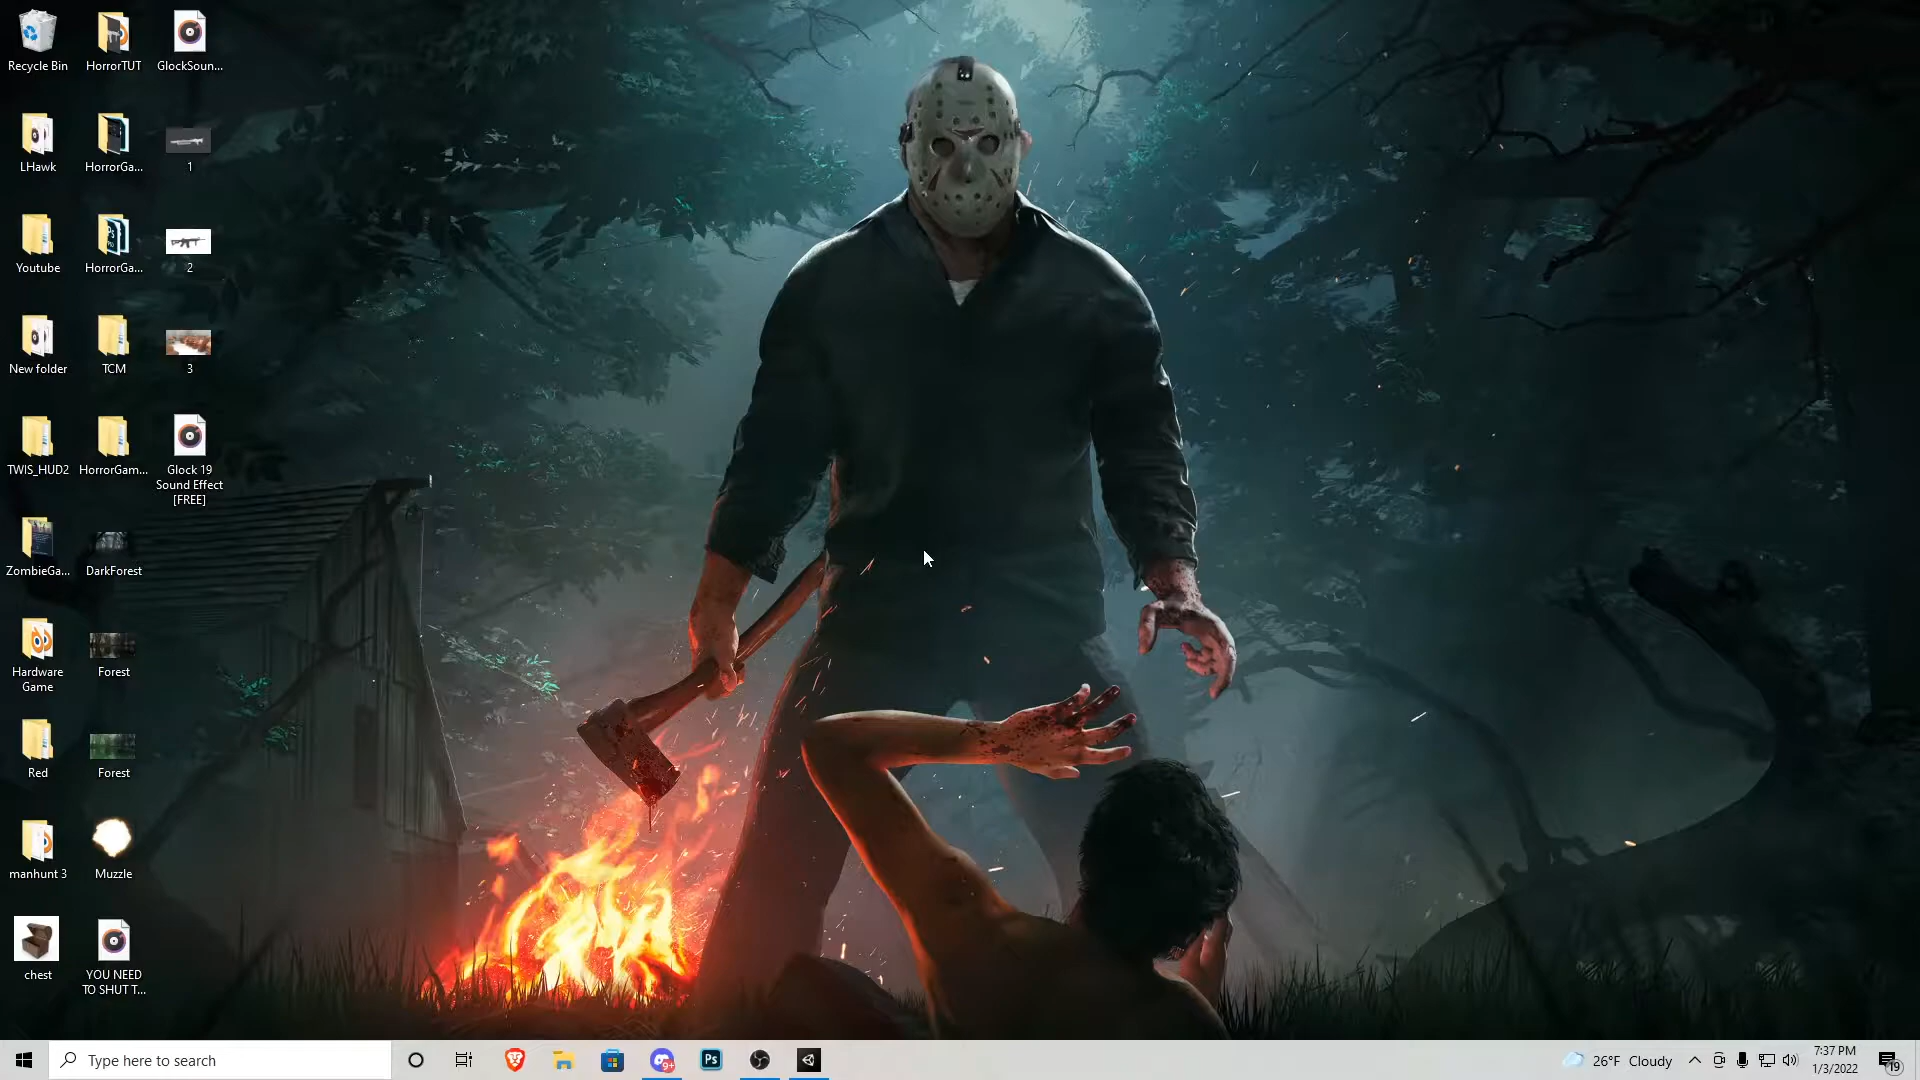 Recycle Bin
HorrorTUT
GlockSoun...
LHawk
HorrorGa...
1
Youtube
HorrorGa...
2
New folder
TCM
3
TWIS_HUD2
HorrorGam...
Glock 19
Sound Effect
[FREE]
ZombieGa...
DarkForest
Hardware
Game
Forest
Red
Forest
manhunt 3
Muzzle
chest
YOU NEED
TO SHUT T...
Type here to search
9+
Ps
26°F Cloudy
7:37 PM
1/3/2022
19